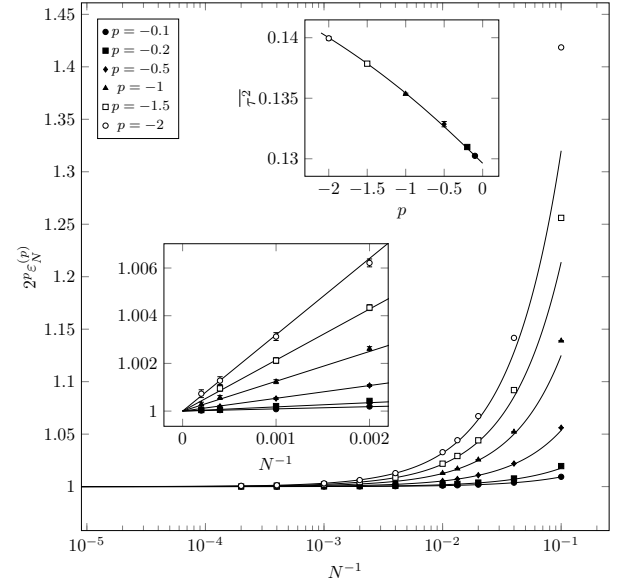 1.45
1.4
1.35
1.3
1.25
1.2
1.15
1.1
1.05
1
2^p ε_N^(p)
10^−5
10^−4
10^−3
10^−2
10^−1
N^−1
p = −0.1
p = −0.2
p = −0.5
p = −1
p = −1.5
p = −2
0.14
0.135
0.13
τ^2
−2
−1.5
−1
−0.5
0
p
1.006
1.004
1.002
1
0
0.001
0.002
N^−1